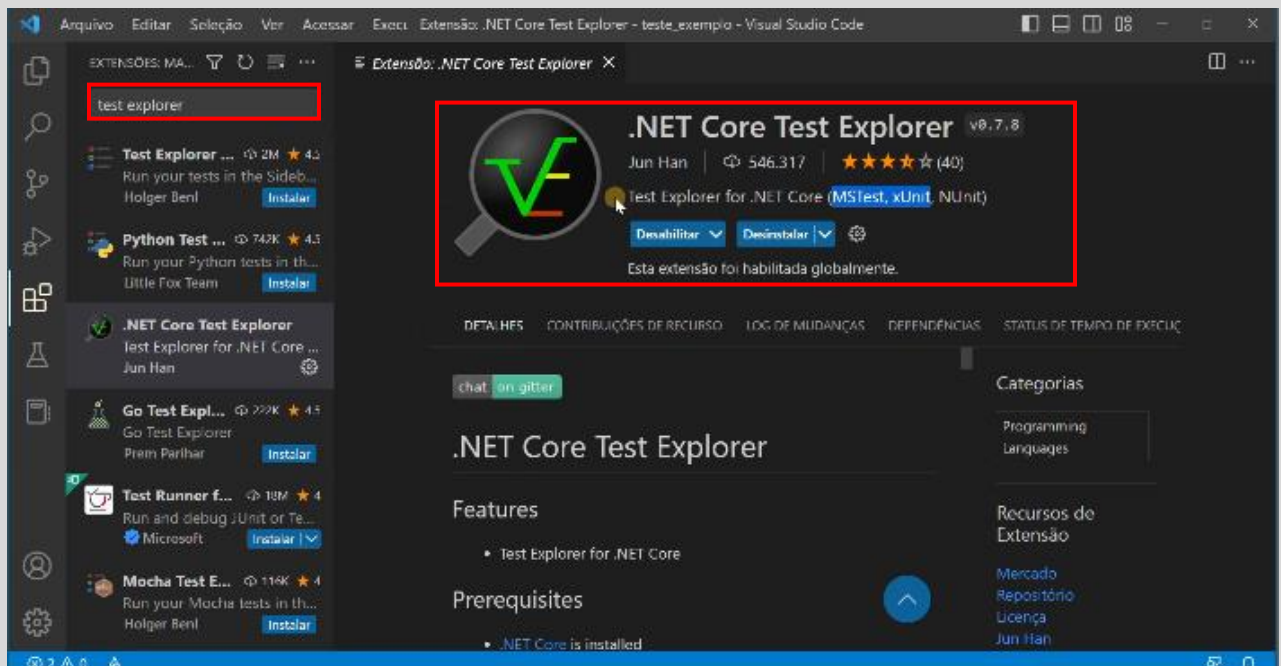 Arquivo Editar Seleção Ver Acessar Execu Extensão: .NET Core Test Explorer - teste_exemplo - Visual Studio Code
EXTENSÕES: MA...
test explorer
Test Explorer ... 2M 4.5
Run your tests in the Sideb...
Holger Benl Instalar
Python Test ... 742K 4.5
Run your Python tests in th...
Little Fox Team Instalar
.NET Core Test Explorer
Test Explorer for .NET Core ...
Jun Han
Go Test Expl... 222K 4.5
Go Test Explorer
Prem Parihar Instalar
Test Runner f... 18M 4
Run and debug JUnit or Te...
Microsoft Instalar
Mocha Test E... 116K 4
Run your Mocha tests in th...
Holger Benl Instalar
Extensão: .NET Core Test Explorer
.NET Core Test Explorer v0.7.8
Jun Han 546.317 (40)
Test Explorer for .NET Core (MSTest, xUnit, NUnit)
Desabilitar Desinstalar
Esta extensão foi habilitada globalmente.
DETALHES CONTRIBUIÇÕES DE RECURSO LOG DE MUDANÇAS DEPENDÊNCIAS STATUS DE TEMPO DE EXECUÇ
chat on gitter
.NET Core Test Explorer
Features
• Test Explorer for .NET Core
Prerequisites
• .NET Core is installed
Categorias
Programming
Languages
Recursos de
Extensão
Mercado
Repositório
Licença
Jun Han